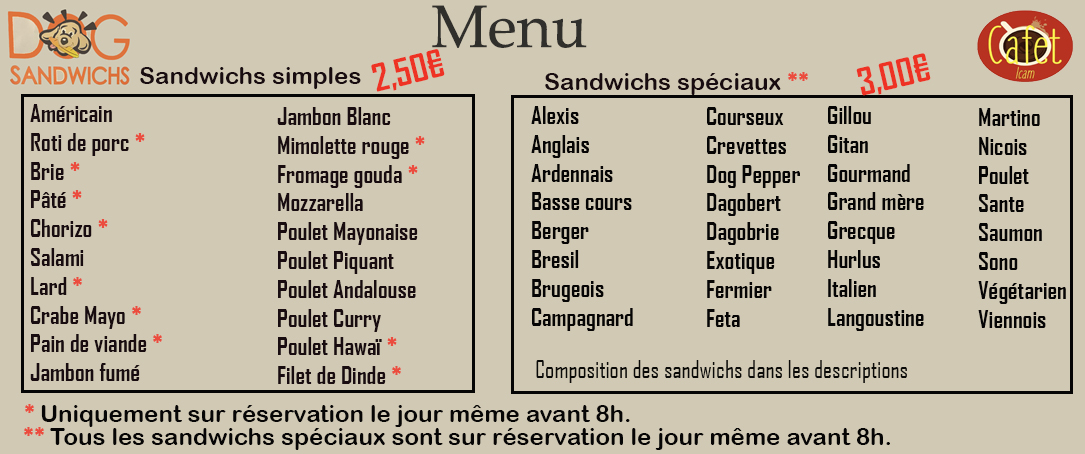 DOG
SANDWICHS
Menu
Cafet
Icam
Sandwichs simples 2,50€
Américain
Roti de porc *
Brie *
Pâté *
Chorizo *
Salami
Lard *
Crabe Mayo *
Pain de viande *
Jambon fumé
Jambon Blanc
Mimolette rouge *
Fromage gouda *
Mozzarella
Poulet Mayonaise
Poulet Piquant
Poulet Andalouse
Poulet Curry
Poulet Hawaï *
Filet de Dinde *
Sandwichs spéciaux ** 3,00€
Alexis
Anglais
Ardennais
Basse cours
Berger
Bresil
Brugeois
Campagnard
Courseux
Crevettes
Dog Pepper
Dagobert
Dagobrie
Exotique
Fermier
Feta
Gillou
Gitan
Gourmand
Grand mère
Grecque
Hurlus
Italien
Langoustine
Martino
Nicois
Poulet
Sante
Saumon
Sono
Végétarien
Viennois
Composition des sandwichs dans les descriptions
* Uniquement sur réservation le jour même avant 8h.
** Tous les sandwichs spéciaux sont sur réservation le jour même avant 8h.